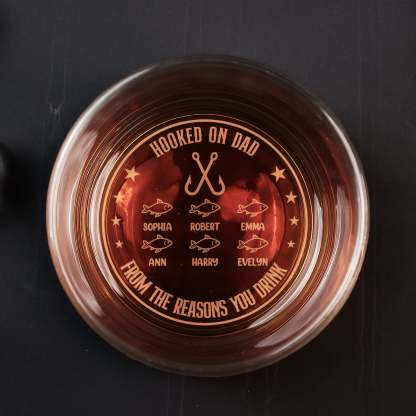 HOOKED ON DAD
SOPHIA ROBERT EMMA
ANN HARRY EVELYN
FROM THE REASONS YOU DRINK